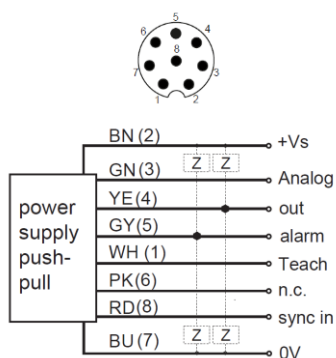 5
6 4
8
7 3
1 2
BN (2) +Vs
Z Z
GN (3) Analog
YE (4) out
GY (5) alarm
WH (1) Teach
PK (6) n.c.
RD (8) sync in
Z Z
BU (7) 0V
power
supply
push-
pull